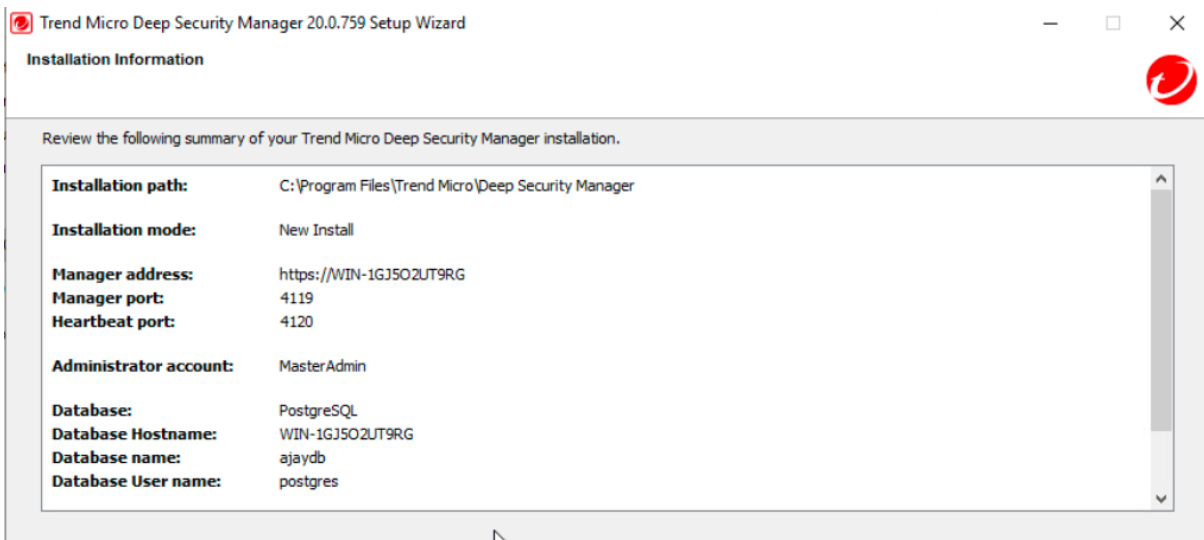 Trend Micro Deep Security Manager 20.0.759 Setup Wizard
Installation Information
Review the following summary of your Trend Micro Deep Security Manager installation.
Installation path: C:\Program Files\Trend Micro\Deep Security Manager
Installation mode: New Install
Manager address: https://WIN-1GJ5O2UT9RG
Manager port: 4119
Heartbeat port: 4120
Administrator account: MasterAdmin
Database: PostgreSQL
Database Hostname: WIN-1GJ5O2UT9RG
Database name: ajaydb
Database User name: postgres